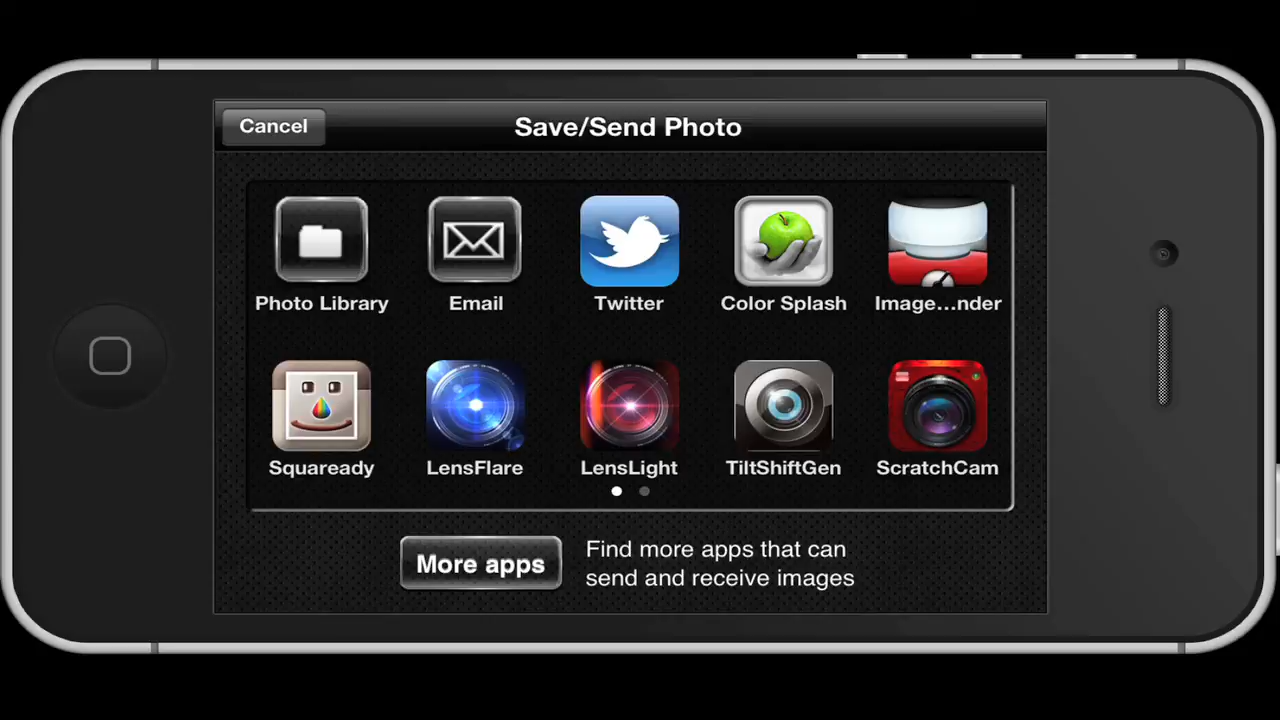 Cancel
Save/Send Photo
Photo Library
Email
Twitter
Color Splash
Image...nder
Squaready
LensFlare
LensLight
TiltShiftGen
ScratchCam
More apps
Find more apps that can
send and receive images